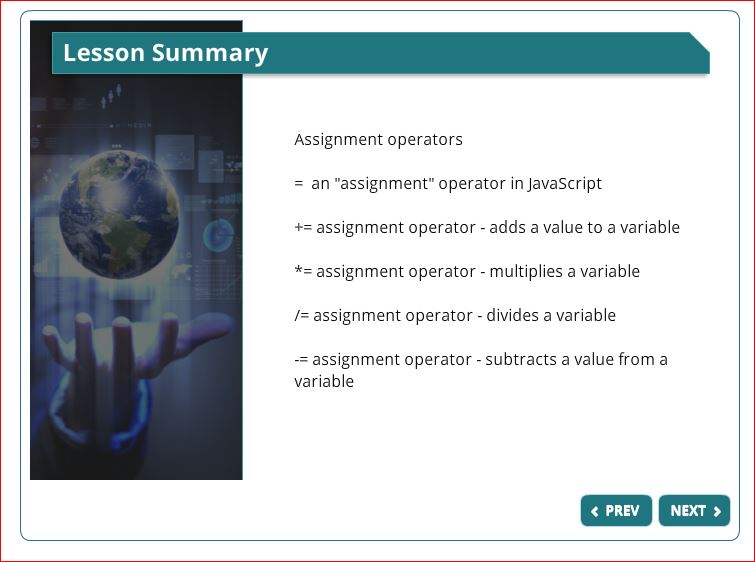 Lesson Summary
Assignment operators
= an "assignment" operator in JavaScript
+= assignment operator - adds a value to a variable
*= assignment operator - multiplies a variable
/= assignment operator - divides a variable
-= assignment operator - subtracts a value from a
variable
PREV
NEXT